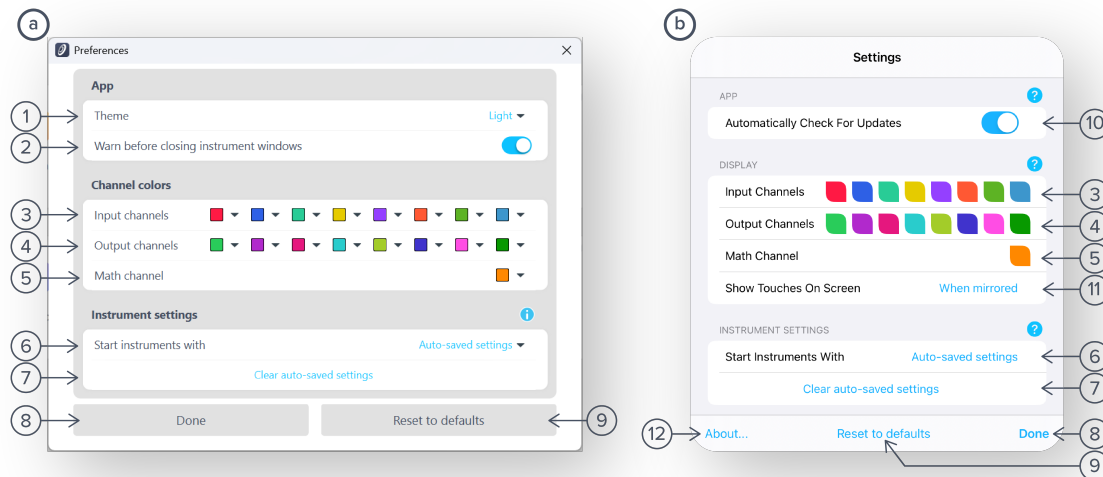 a
Preferences
App
1
Theme
Light
2
Warn before closing instrument windows
Channel colors
3
Input channels
4
Output channels
5
Math channel
Instrument settings
i
6
Start instruments with
Auto-saved settings
7
Clear auto-saved settings
8
Done
Reset to defaults
9
b
Settings
APP
?
Automatically Check For Updates
10
DISPLAY
?
Input Channels
3
Output Channels
4
Math Channel
5
Show Touches On Screen
When mirrored
11
INSTRUMENT SETTINGS
?
Start Instruments With
Auto-saved settings
6
Clear auto-saved settings
7
12
About...
Reset to defaults
Done
8
9